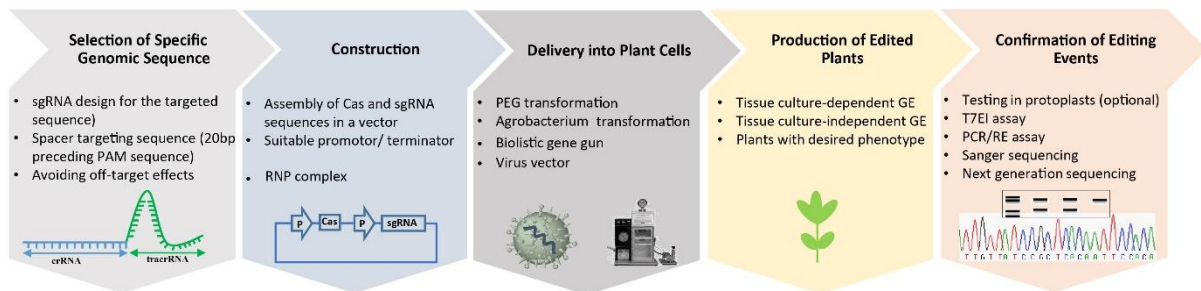 Selection of Specific
Genomic Sequence
• sgRNA design for the targeted
sequence)
• Spacer targeting sequence (20bp
preceding PAM sequence)
• Avoiding off-target effects
crRNA
tracrRNA
Construction
• Assembly of Cas and sgRNA
sequences in a vector
• Suitable promotor/ terminator
• RNP complex
P
Cas
P
sgRNA
Delivery into Plant Cells
• PEG transformation
• Agrobacterium transformation
• Biolistic gene gun
• Virus vector
Production of Edited
Plants
• Tissue culture-dependent GE
• Tissue culture-independent GE
• Plants with desired phenotype
Confirmation of Editing
Events
• Testing in protoplasts (optional)
• T7EI assay
• PCR/RE assay
• Sanger sequencing
• Next generation sequencing
T T G T T A T C C G C T C A C A A T T C C A C A